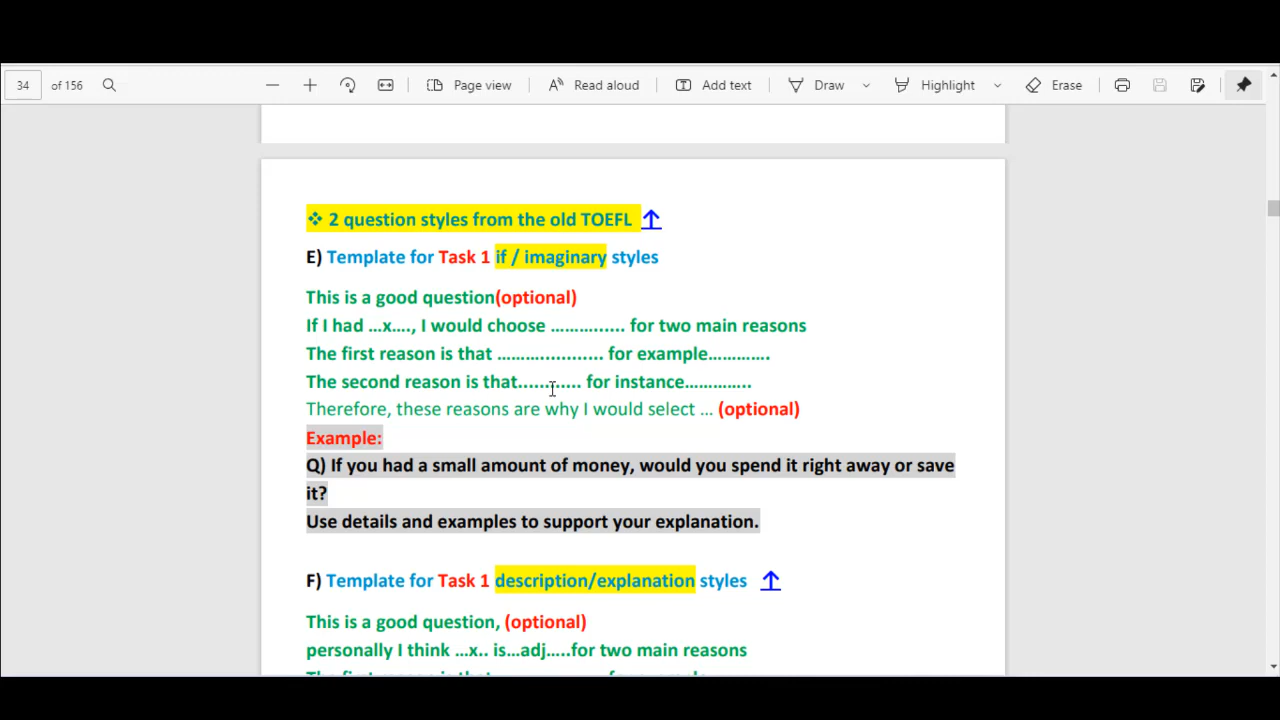 34 of 156 Page view Read aloud Add text Draw Highlight Erase
❖ 2 question styles from the old TOEFL ↑
E) Template for Task 1 if / imaginary styles
This is a good question(optional)
If I had …x…., I would choose ………...... for two main reasons
The first reason is that ………............ for example………….
The second reason is that............ for instance…………..
Therefore, these reasons are why I would select … (optional)
Example:
Q) If you had a small amount of money, would you spend it right away or save
it?
Use details and examples to support your explanation.
F) Template for Task 1 description/explanation styles ↑
This is a good question, (optional)
personally I think …x.. is…adj…..for two main reasons